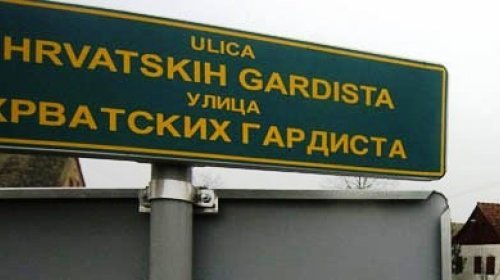 ULICA
HRVATSKIH GARDISTA
УЛИЦА
ХРВАТСКИХ ГАРДИСТА